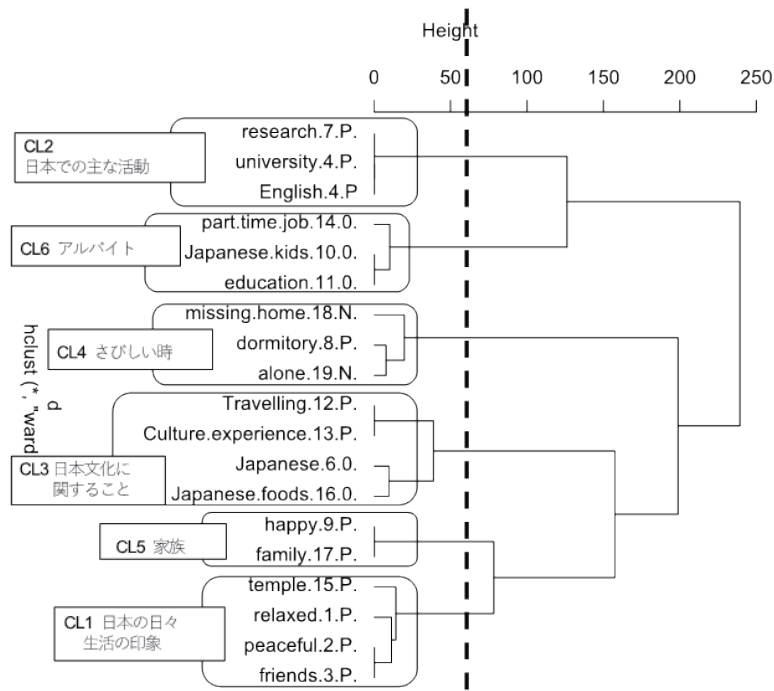 Height
0 50 100 150 200 250
CL2
日本での主な活動
research.7.P.
university.4.P.
English.4.P
CL6 アルバイト
part.time.job.14.0.
Japanese.kids.10.0.
education.11.0.
CL4 さびしい時
missing.home.18.N.
dormitory.8.P.
alone.19.N.
d
hclust (*, "ward
CL3 日本文化に
関すること
Travelling.12.P.
Culture.experience.13.P.
Japanese.6.0.
Japanese.foods.16.0.
CL5 家族
happy.9.P.
family.17.P.
CL1 日本の日々
生活の印象
temple.15.P.
relaxed.1.P.
peaceful.2.P.
friends.3.P.